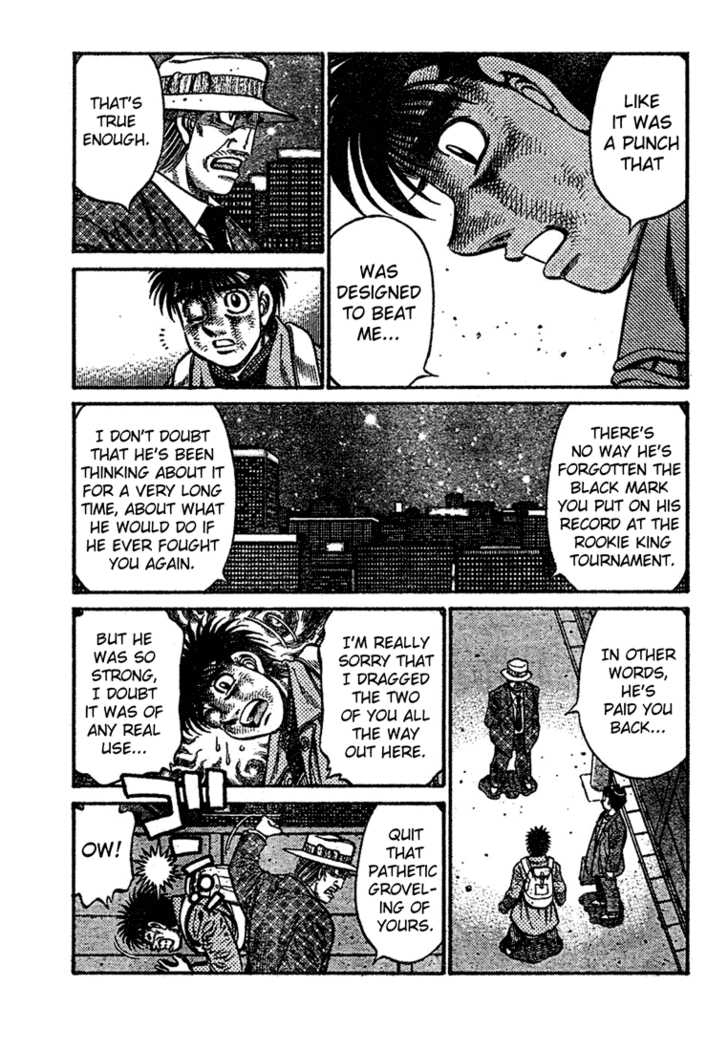 LIKE
IT WAS
A PUNCH
THAT
WAS
DESIGNED
TO BEAT
ME...
THAT'S
TRUE
ENOUGH.
THERE'S
NO WAY HE'S
FORGOTTEN THE
BLACK MARK
YOU PUT ON HIS
RECORD AT THE
ROOKIE KING
TOURNAMENT.
I DON'T DOUBT
THAT HE'S BEEN
THINKING ABOUT IT
FOR A VERY LONG
TIME, ABOUT WHAT
HE WOULD DO IF
HE EVER FOUGHT
YOU AGAIN.
IN OTHER
WORDS,
HE'S
PAID YOU
BACK...
I'M REALLY
SORRY THAT
I DRAGGED
THE TWO
OF YOU ALL
THE WAY
OUT HERE.
BUT HE
WAS SO
STRONG,
I DOUBT
IT WAS OF
ANY REAL
USE...
QUIT
THAT
PATHETIC
GROVEL-
ING OF
YOURS.
OW!